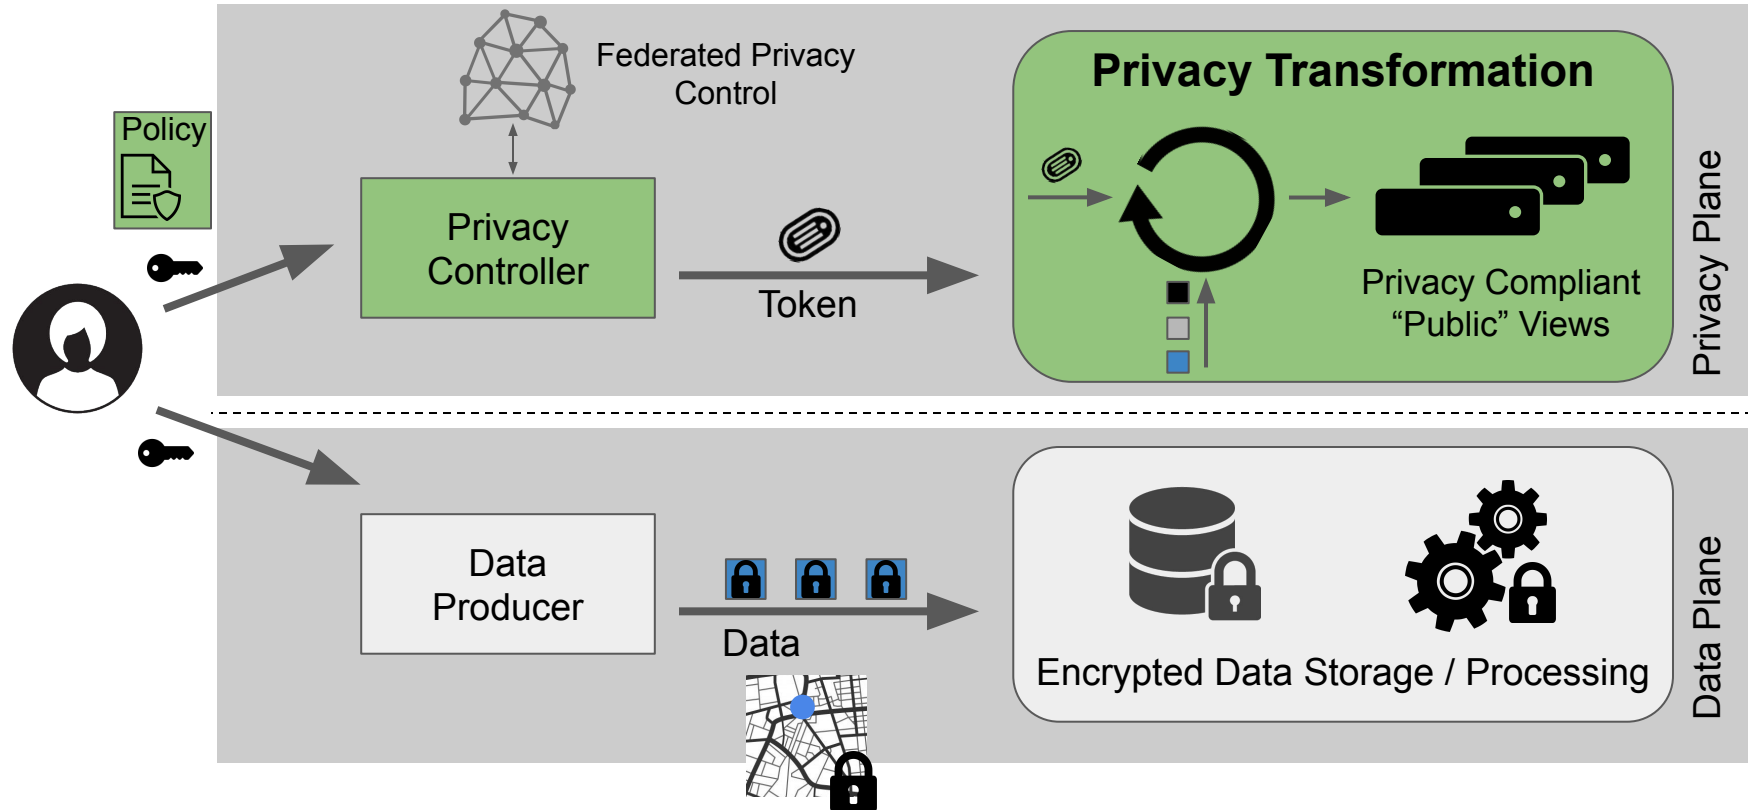 Federated Privacy
Control
Policy
Privacy
Controller
Token
Privacy Transformation
Privacy Compliant
“Public” Views
Privacy Plane
Data
Producer
Data
Encrypted Data Storage / Processing
Data Plane